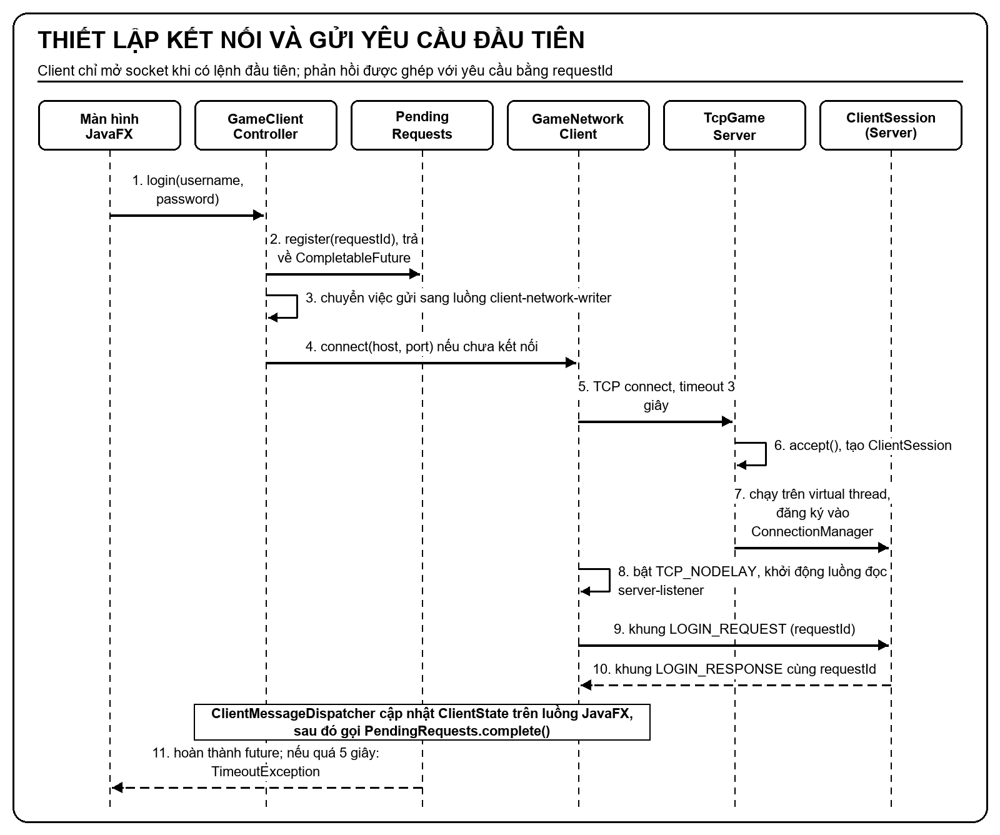 THIẾT LẬP KẾT NỐI VÀ GỬI YÊU CẦU ĐẦU TIÊN
Client chỉ mở socket khi có lệnh đầu tiên; phản hồi được ghép với yêu cầu bằng requestId
Màn hình
JavaFX
GameClient
Controller
Pending
Requests
GameNetwork
Client
TcpGame
Server
ClientSession
(Server)
1. login(username,
password)
2. register(requestId), trả
về CompletableFuture
3. chuyển việc gửi sang luồng client-network-writer
4. connect(host, port) nếu chưa kết nối
5. TCP connect, timeout 3
giây
6. accept(), tạo ClientSession
7. chạy trên virtual thread,
đăng ký vào
ConnectionManager
8. bật TCP_NODELAY, khởi động luồng đọc
server-listener
9. khung LOGIN_REQUEST (requestId)
10. khung LOGIN_RESPONSE cùng requestId
ClientMessageDispatcher cập nhật ClientState trên luồng JavaFX,
sau đó gọi PendingRequests.complete()
11. hoàn thành future; nếu quá 5 giây:
TimeoutException